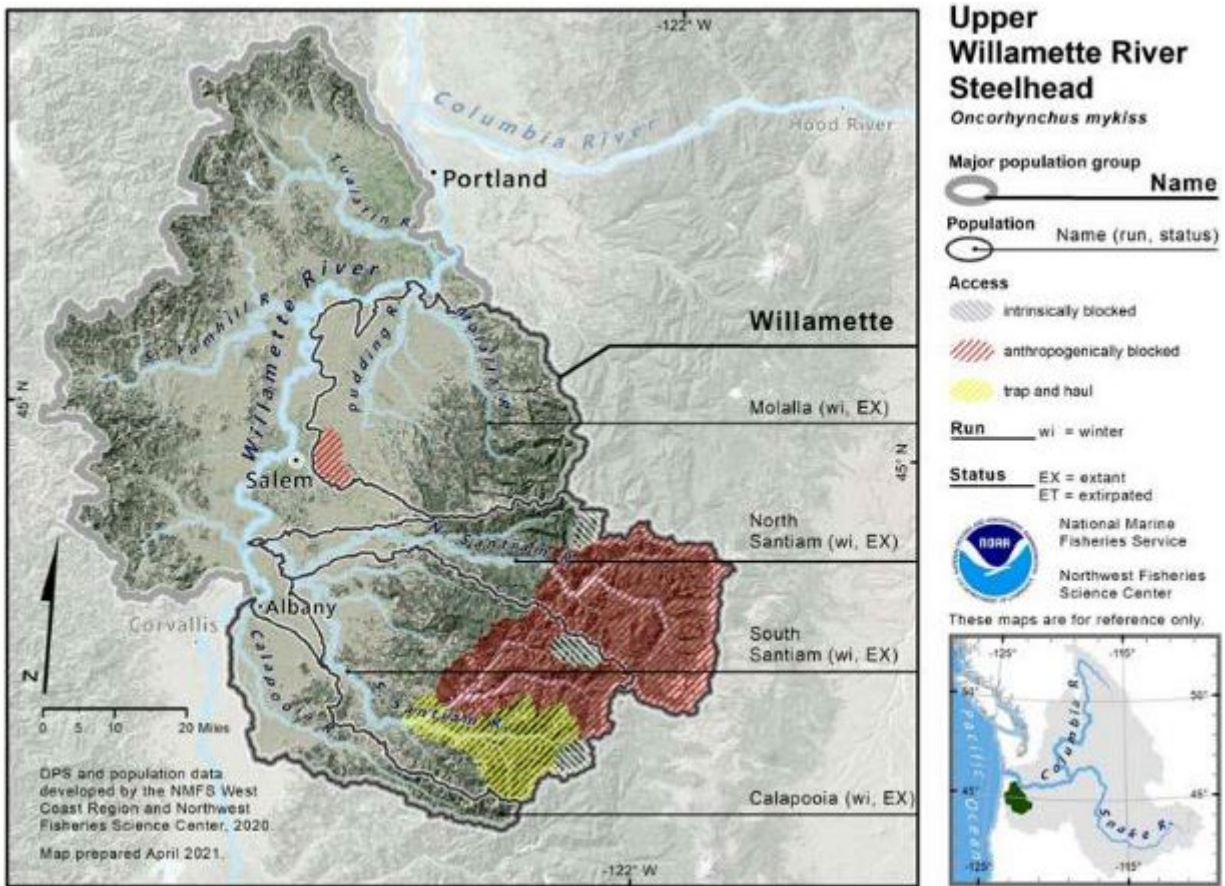 Upper
Willamette River
Steelhead
Oncorhynchus mykiss
Major population group
Name
Population
Name (run, status)
Access
intrinsically blocked
anthropogenically blocked
trap and haul
Run
wi = winter
Status
EX = extant
ET = extirpated
NOAA
National Marine
Fisheries Service
Northwest Fisheries
Science Center
These maps are for reference only.
-125°
-115°
50°
50°
Columbia R.
Pacific Ocean
45°
45°
Snake R.
-125°
-115°
-122° W
Columbia River
Hood River
Portland
Tualatin R.
Willamette River
Yamhill R.
Pudding R.
Molalla R.
Willamette
45° N
Molalla (wi, EX)
45° N
Salem
N. Santiam R.
North
Santiam (wi, EX)
Albany
Corvallis
Calapooia R.
South
Santiam (wi, EX)
S. Santiam R.
N
0 5 10 20 Miles
DPS and population data
developed by the NMFS West
Coast Region and Northwest
Fisheries Science Center, 2020.
Map prepared April 2021.
Calapooia (wi, EX)
-122° W